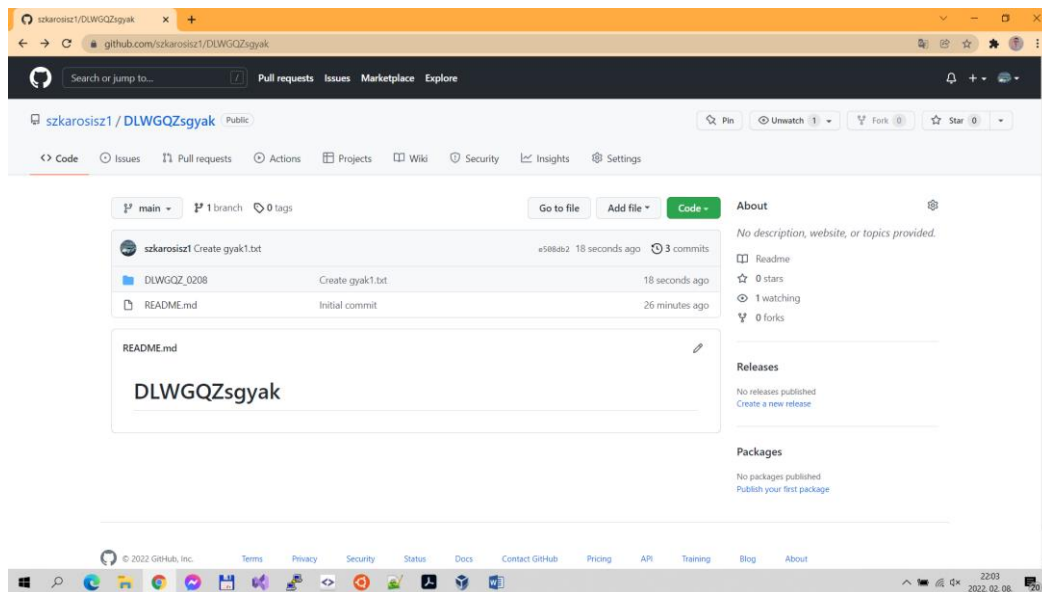 szkarosisz1/DLWGQZsgyak
github.com/szkarosisz1/DLWGQZsgyak
Search or jump to... / Pull requests Issues Marketplace Explore
szkarosisz1 / DLWGQZsgyak Public Pin Unwatch 1 Fork 0 Star 0
Code Issues Pull requests Actions Projects Wiki Security Insights Settings
main 1 branch 0 tags Go to file Add file Code About
No description, website, or topics provided.
szkarosisz1 Create gyak1.txt e508db2 18 seconds ago 3 commits
Readme
DLWGQZ_0208 Create gyak1.txt 18 seconds ago
0 stars
README.md Initial commit 26 minutes ago
1 watching
0 forks
README.md
DLWGQZsgyak
Releases
No releases published
Create a new release
Packages
No packages published
Publish your first package
© 2022 GitHub, Inc. Terms Privacy Security Status Docs Contact GitHub Pricing API Training Blog About
22:03
2022. 02. 08.
20